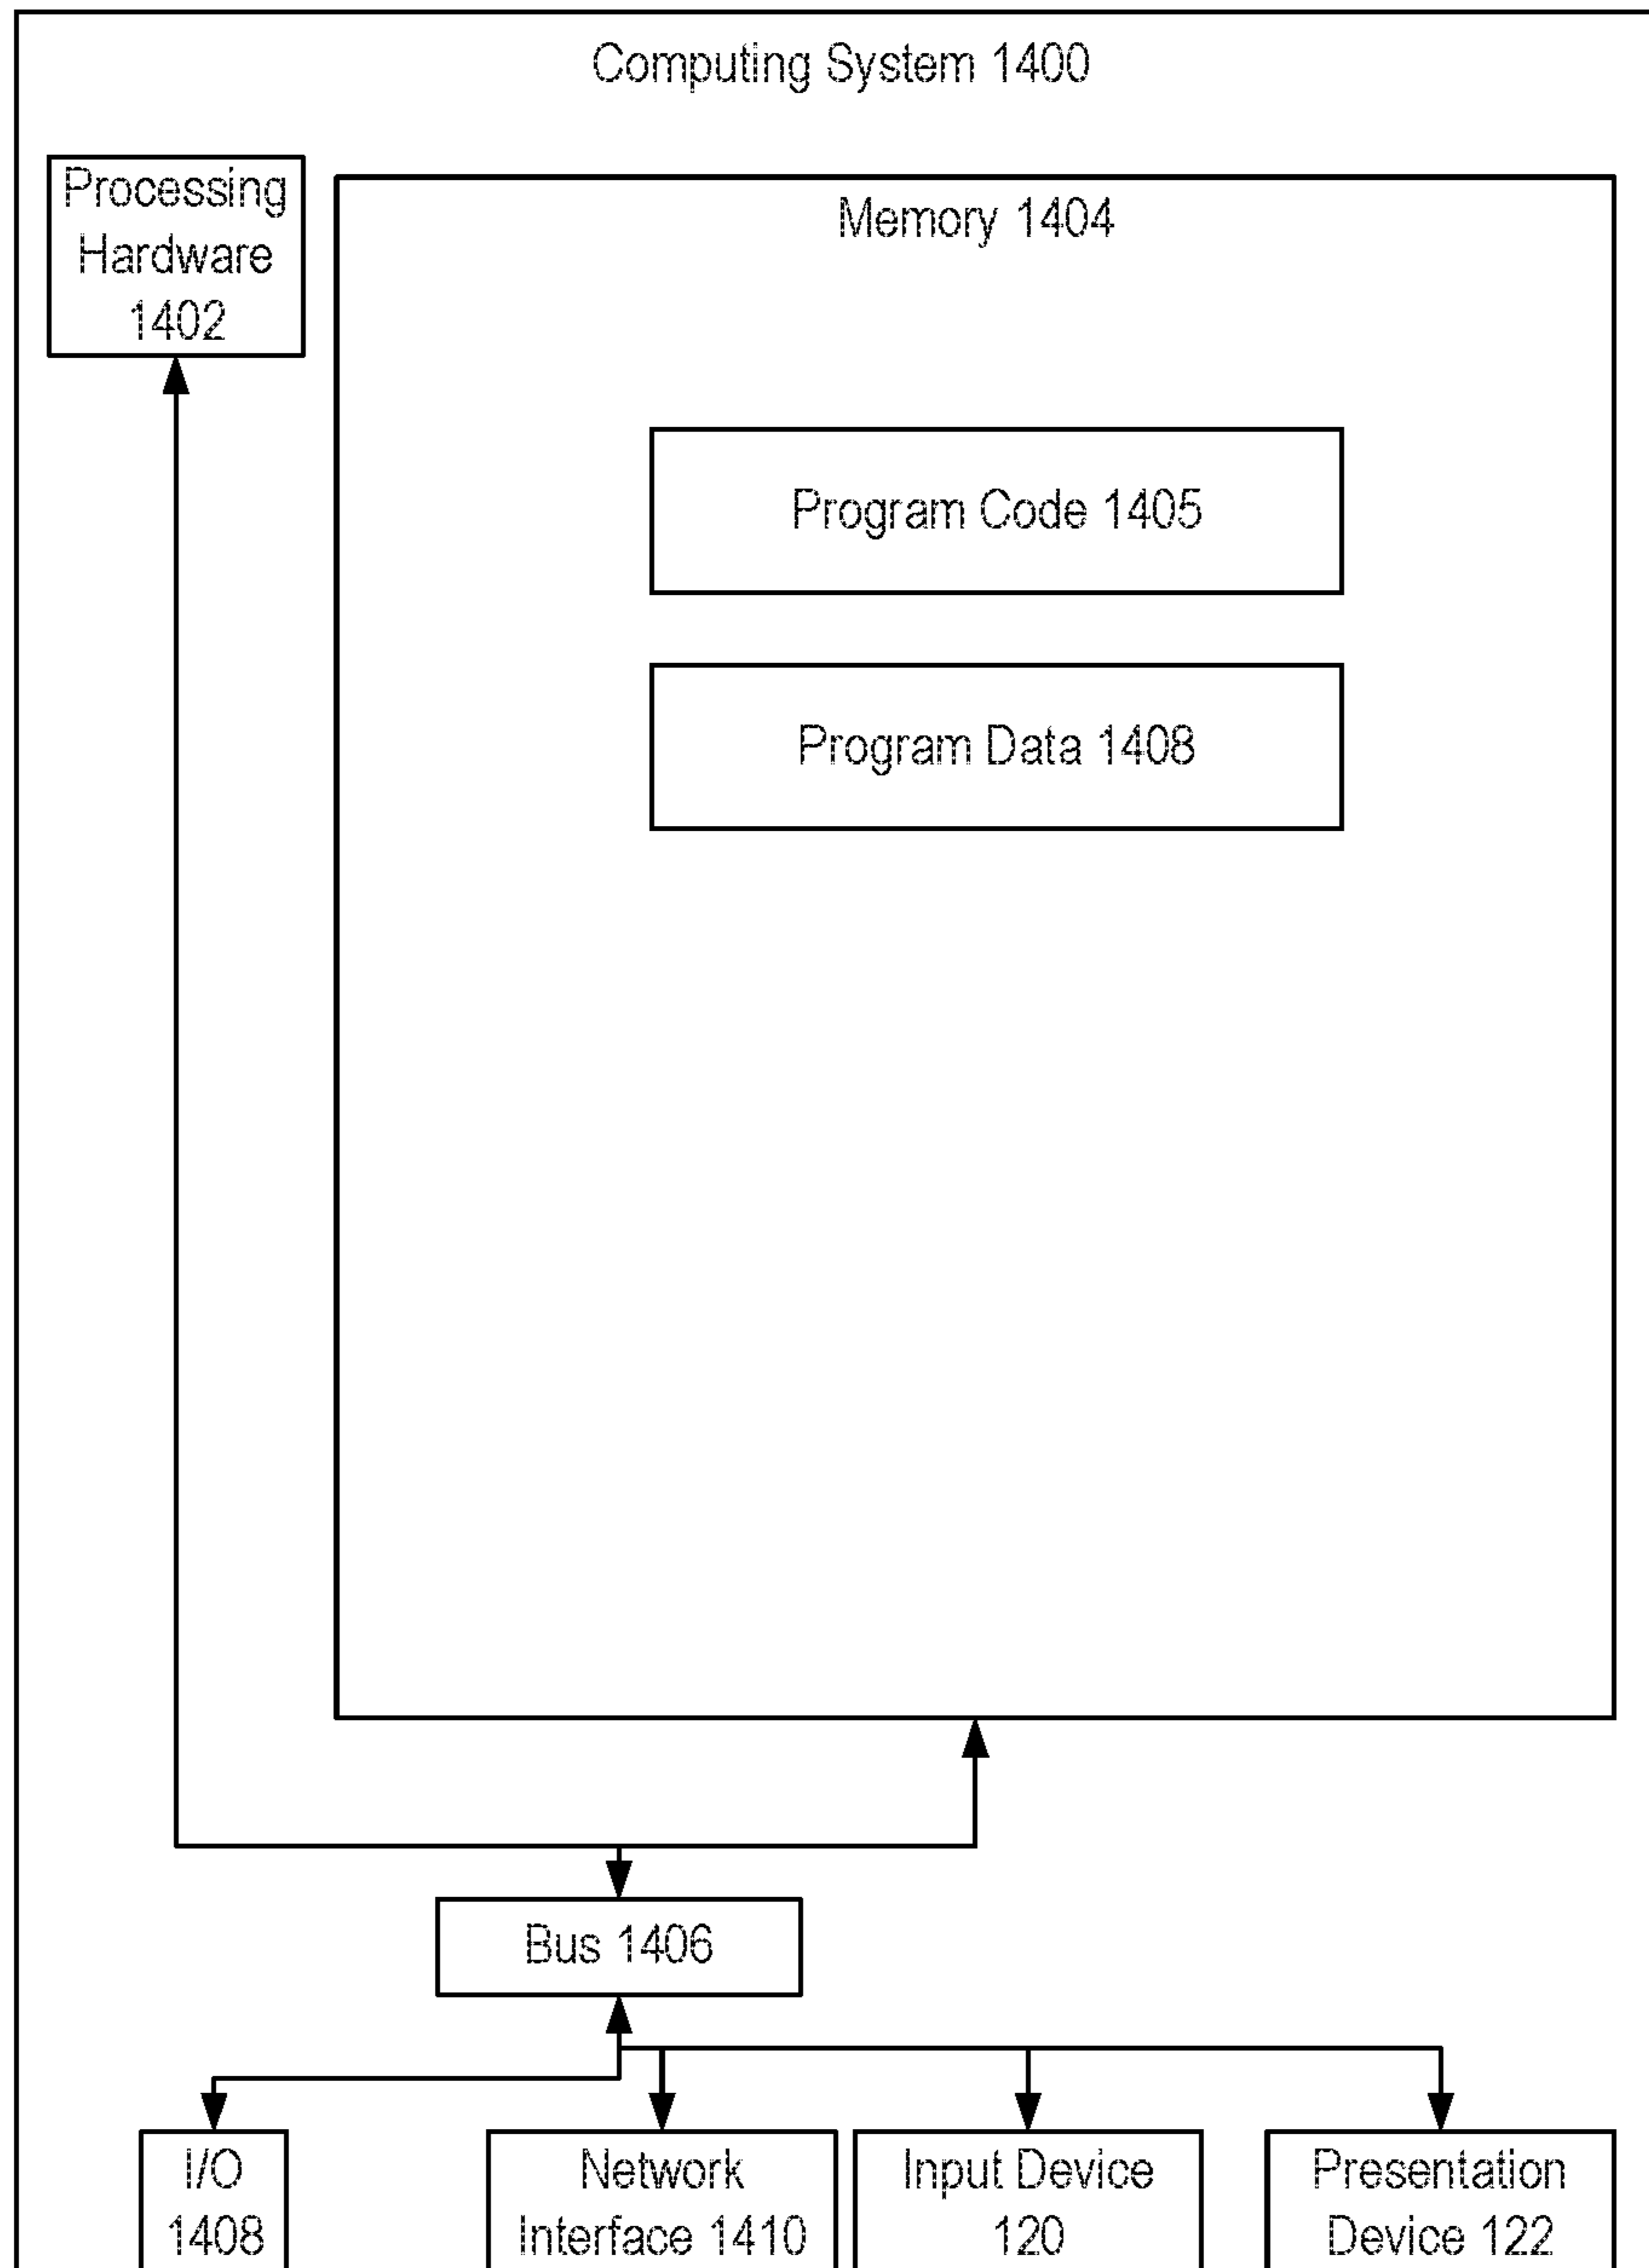 Computing System 1400
Processing
Hardware
1402
Memory 1404
Program Code 1405
Program Data 1408
Bus 1406
I/O
1408
Network
Interface 1410
Input Device
120
Presentation
Device 122